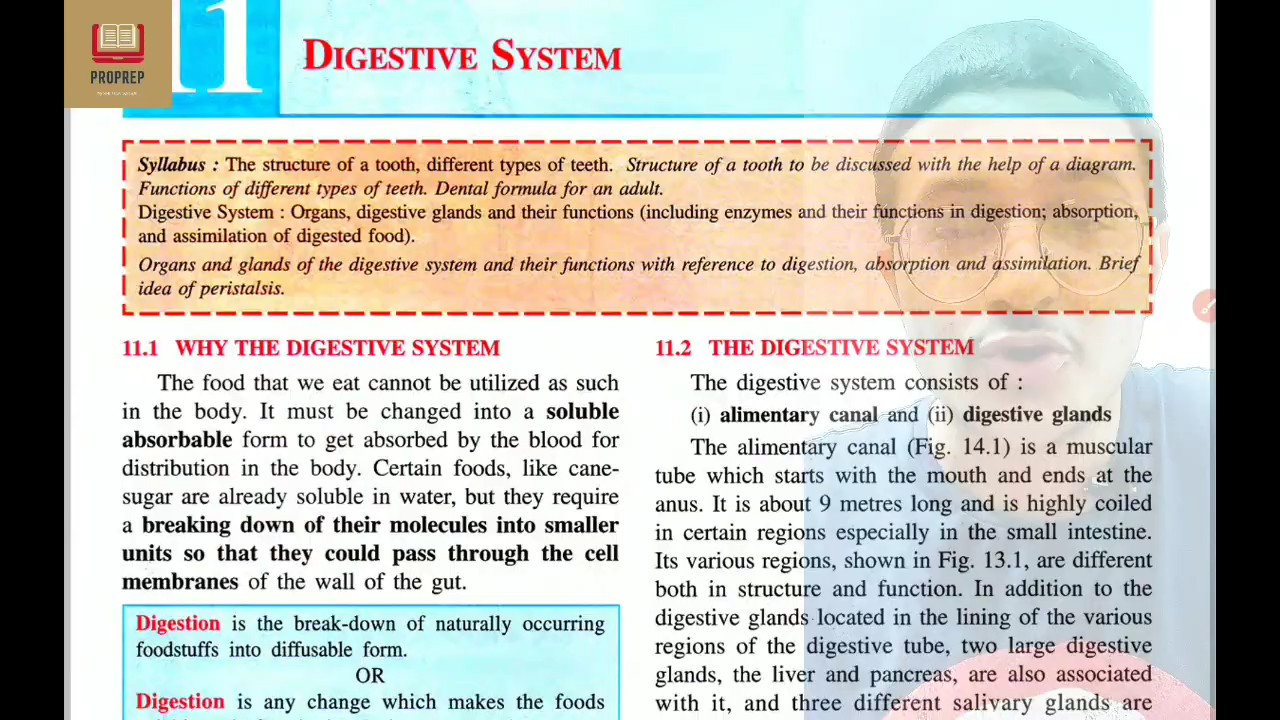 PROPREP
11
DIGESTIVE SYSTEM
Syllabus : The structure of a tooth, different types of teeth. Structure of a tooth to be discussed with the help of a diagram.
Functions of different types of teeth. Dental formula for an adult.
Digestive System : Organs, digestive glands and their functions (including enzymes and their functions in digestion; absorption,
and assimilation of digested food).
Organs and glands of the digestive system and their functions with reference to digestion, absorption and assimilation. Brief
idea of peristalsis.
11.1 WHY THE DIGESTIVE SYSTEM
The food that we eat cannot be utilized as such
in the body. It must be changed into a soluble
absorbable form to get absorbed by the blood for
distribution in the body. Certain foods, like cane-
sugar are already soluble in water, but they require
a breaking down of their molecules into smaller
units so that they could pass through the cell
membranes of the wall of the gut.
Digestion is the break-down of naturally occurring
foodstuffs into diffusable form.
OR
Digestion is any change which makes the foods
11.2 THE DIGESTIVE SYSTEM
The digestive system consists of :
(i) alimentary canal and (ii) digestive glands
The alimentary canal (Fig. 14.1) is a muscular
tube which starts with the mouth and ends at the
anus. It is about 9 metres long and is highly coiled
in certain regions especially in the small intestine.
Its various regions, shown in Fig. 13.1, are different
both in structure and function. In addition to the
digestive glands located in the lining of the various
regions of the digestive tube, two large digestive
glands, the liver and pancreas, are also associated
with it, and three different salivary glands are